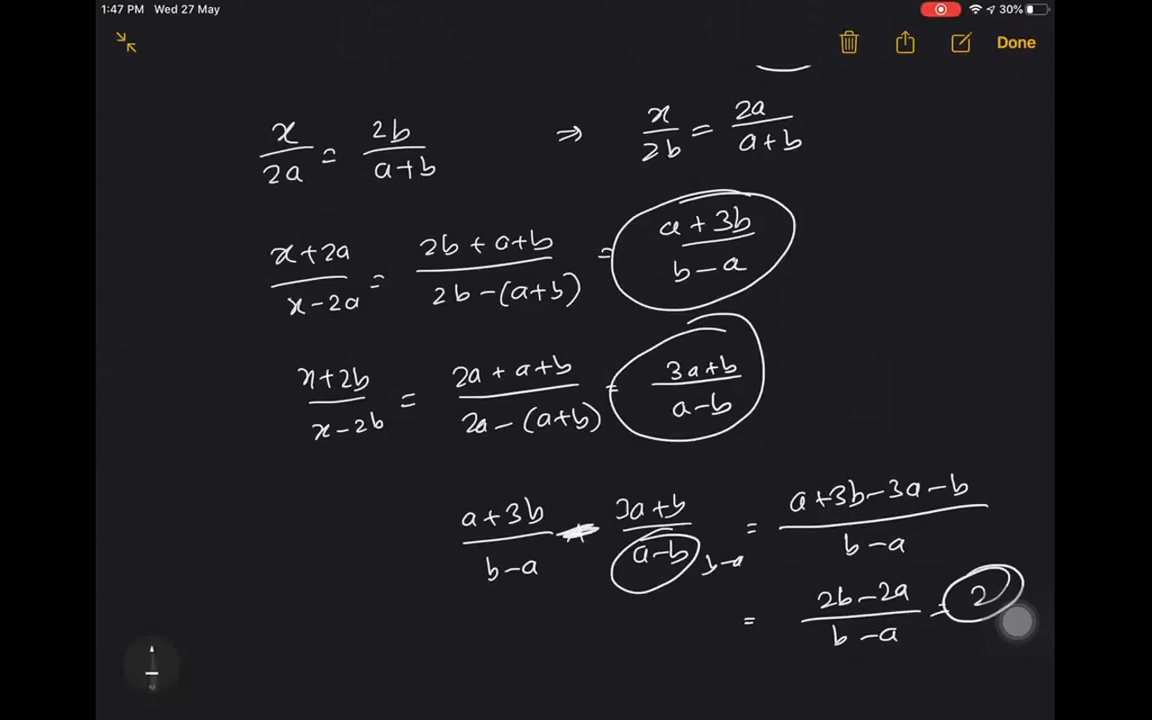 1:47 PM Wed 27 May 30%
Done
x/2a = 2b/a+b ⇒ x/2b = 2a/a+b
x+2a/x-2a = 2b+a+b/2b-(a+b) = a+3b/b-a
x+2b/x-2b = 2a+a+b/2a-(a+b) = 3a+b/a-b
a+3b/b-a - 3a+b/a-b b-a = a+3b-3a-b/b-a
= 2b-2a/b-a = 2